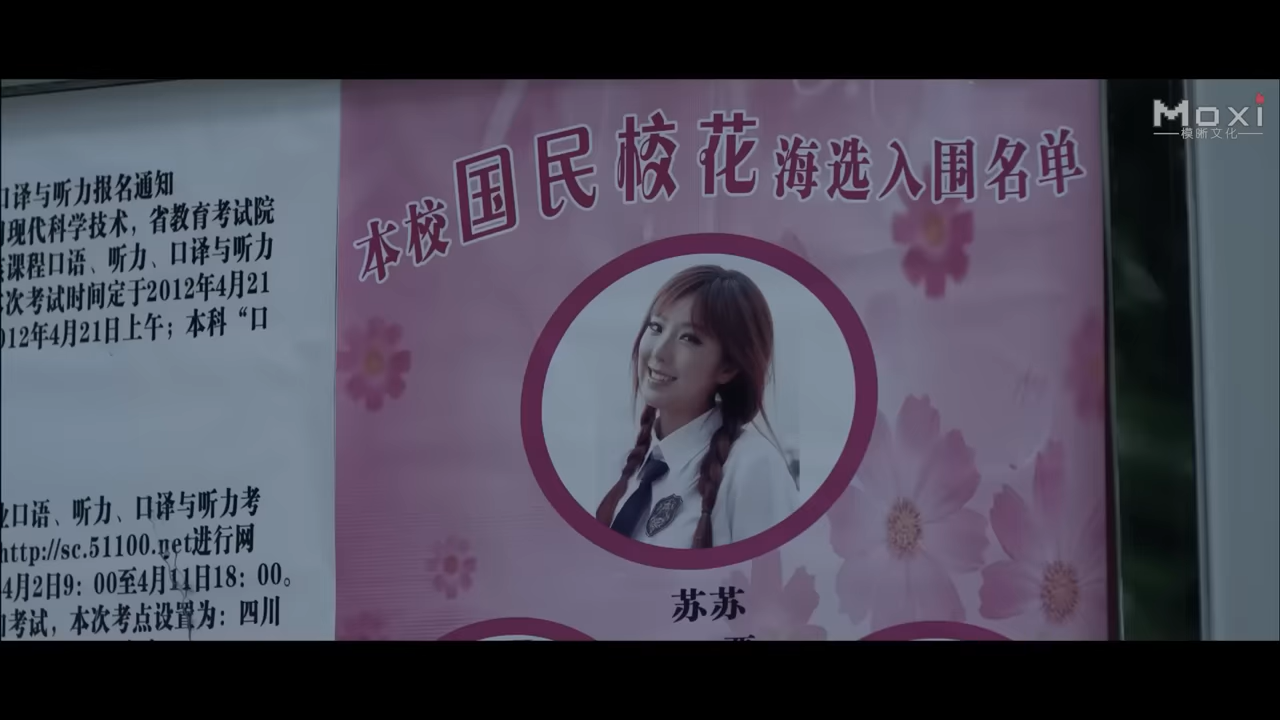 口译与听力报名通知
现代科学技术，省教育考试院
课程口语、听力、口译与听力
次考试时间定于2012年4月21
012年4月21日上午；本科“口
业口语、听力、口译与听力考
http://sc.51100.net进行网
4月2日9：00至4月11日18：00。
考试，本次考点设置为：四川
本校国民校花海选入围名单
苏苏
Moxi
模晰文化